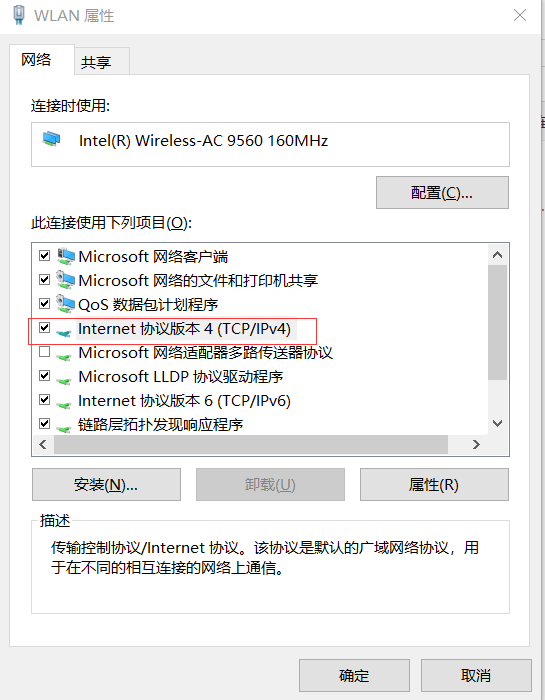 WLAN 属性
网络
共享
连接时使用:
Intel(R) Wireless-AC 9560 160MHz
配置(C)...
此连接使用下列项目(O):
Microsoft 网络客户端
Microsoft 网络的文件和打印机共享
QoS 数据包计划程序
Internet 协议版本 4 (TCP/IPv4)
Microsoft 网络适配器多路传送器协议
Microsoft LLDP 协议驱动程序
Internet 协议版本 6 (TCP/IPv6)
链路层拓扑发现响应程序
安装(N)...
卸载(U)
属性(R)
描述
传输控制协议/Internet 协议。该协议是默认的广域网络协议，用
于在不同的相互连接的网络上通信。
确定
取消